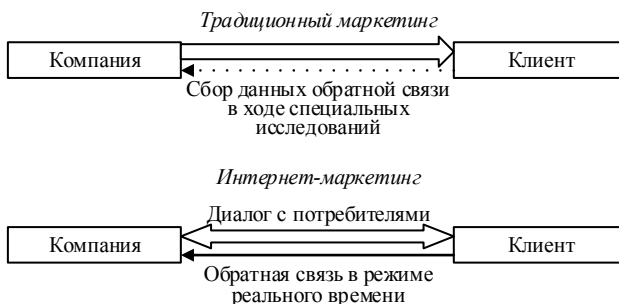 Традиционный маркетинг
Компания
Клиент
Сбор данных обратной связи
в ходе специальных
исследований
Интернет-маркетинг
Диалог с потребителями
Компания
Клиент
Обратная связь в режиме
реального времени